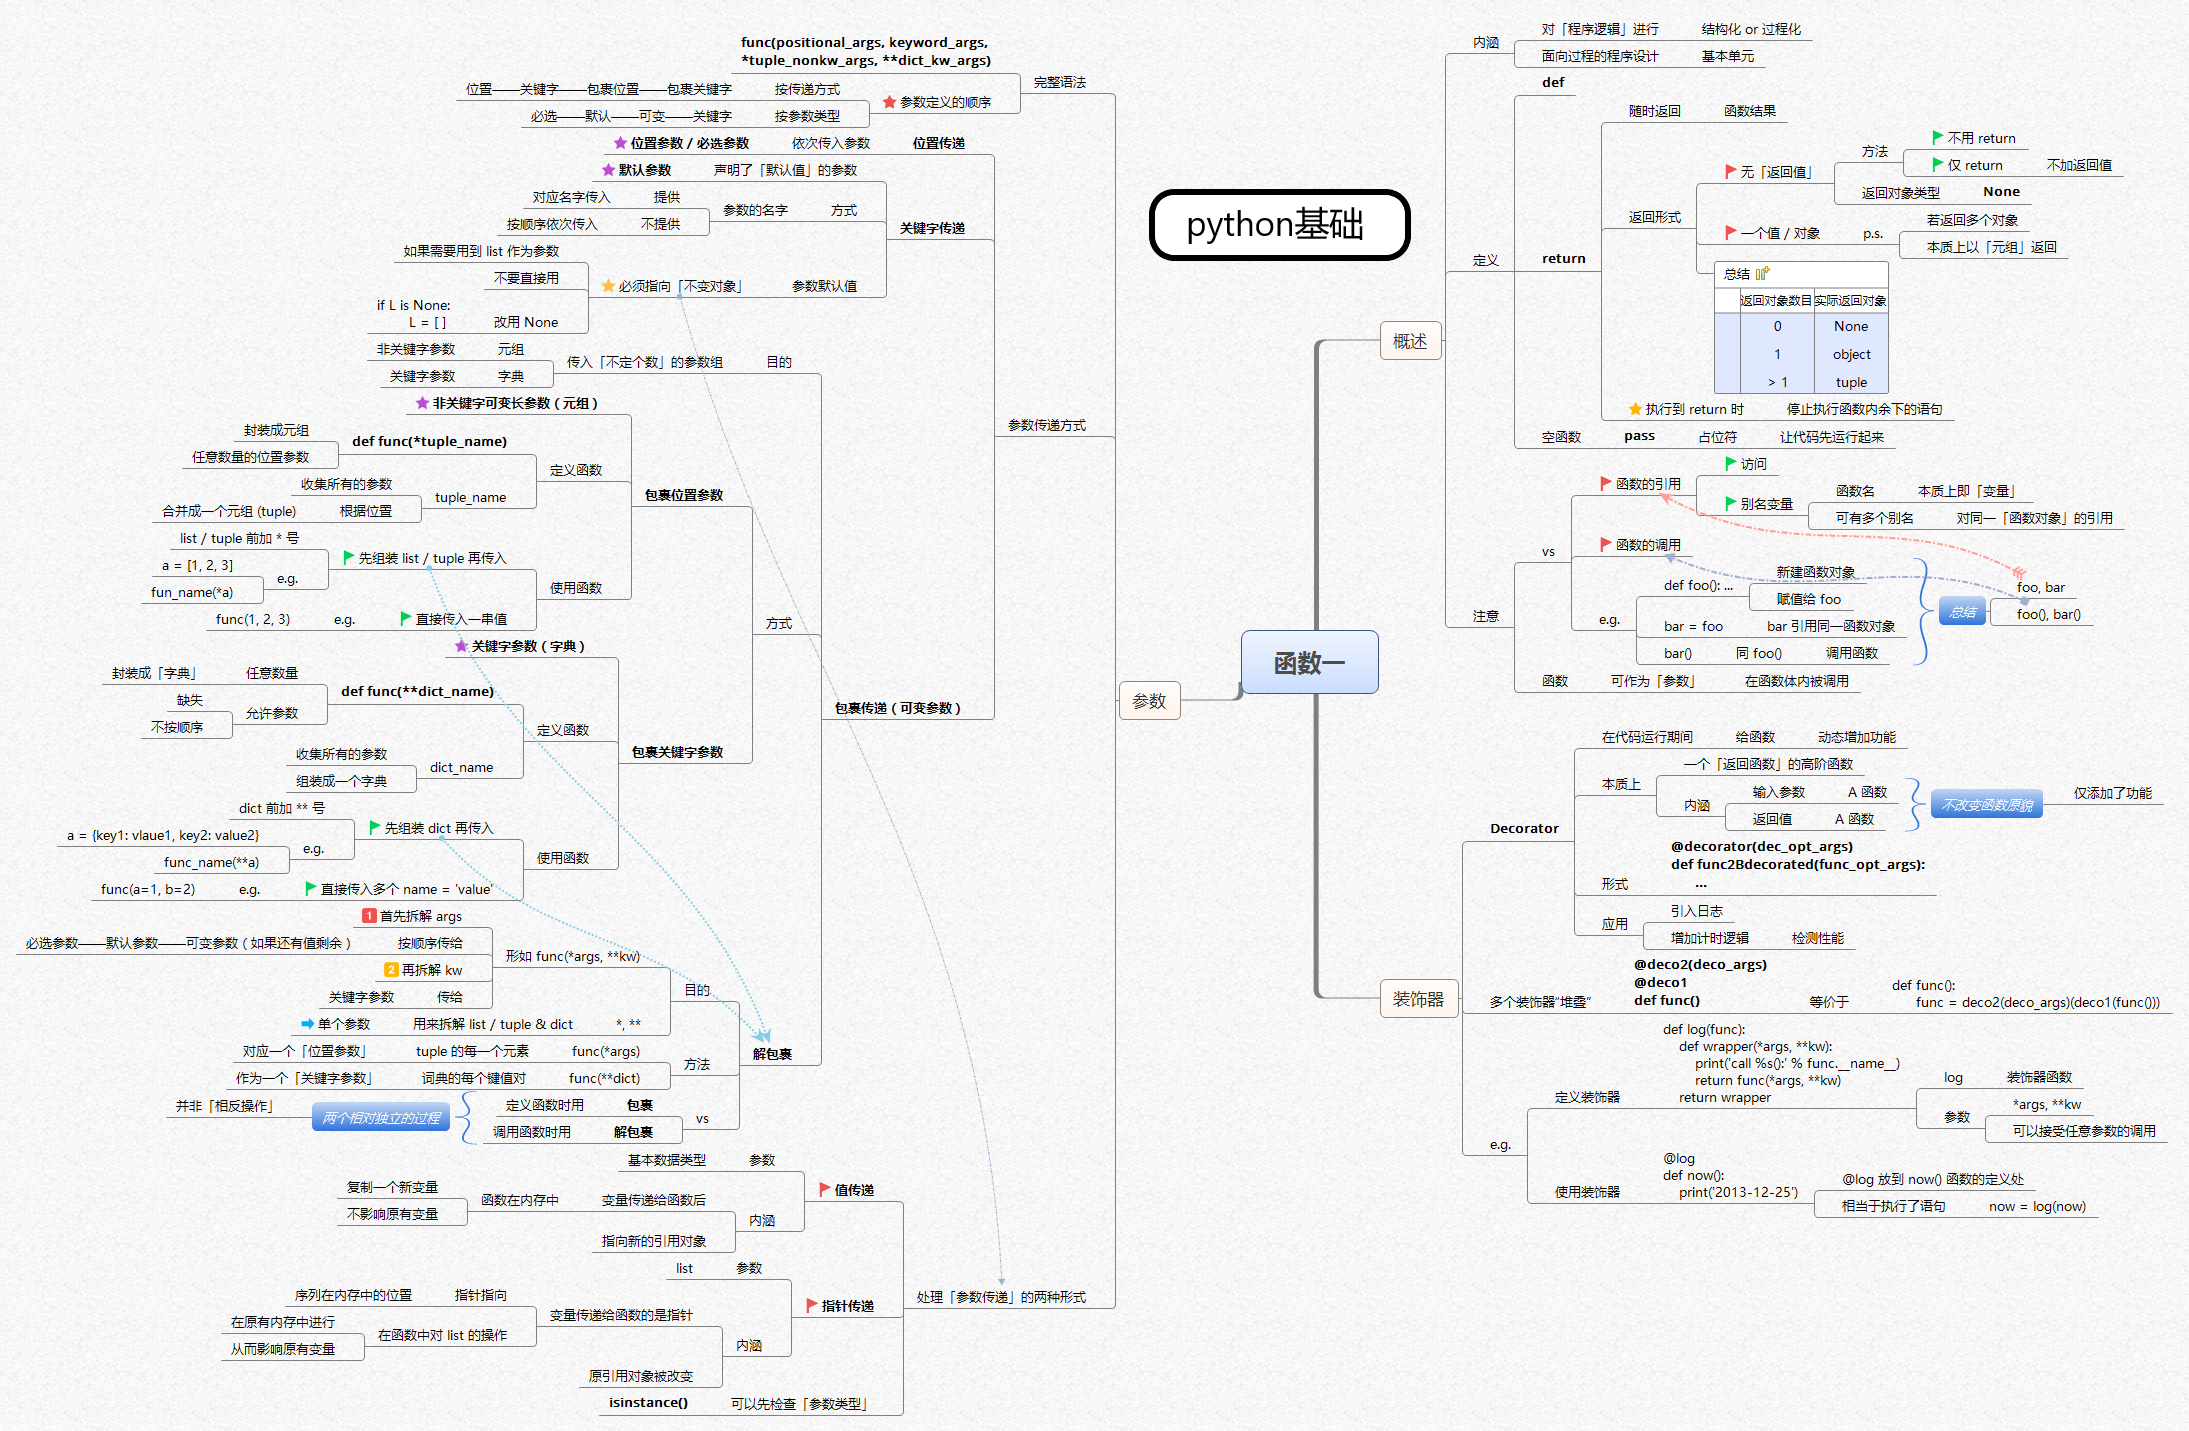 python基础
函数一
概述
内涵
对「程序逻辑」进行 结构化 or 过程化
面向过程的程序设计 基本单元
定义
def
return
随时返回 函数结果
返回形式
无「返回值」
方法
不用 return
仅 return 不加返回值
返回对象类型 None
一个值 / 对象 p.s.
若返回多个对象
本质上以「元组」返回
总结
返回对象数目 实际返回对象
0 None
1 object
> 1 tuple
执行到 return 时 停止执行函数内余下的语句
空函数 pass 占位符 让代码先运行起来
注意
vs
函数的引用
访问
别名变量
函数名 本质上即「变量」
可有多个别名 对同一「函数对象」的引用
函数的调用
e.g.
def foo(): ...
新建函数对象
赋值给 foo
bar = foo bar 引用同一函数对象
bar() 同 foo() 调用函数
总结
foo, bar
foo(), bar()
函数 可作为「参数」 在函数体内被调用
参数
完整语法
func(positional_args, keyword_args,
*tuple_nonkw_args, **dict_kw_args)
参数定义的顺序
位置——关键字——包裹位置——包裹关键字 按传递方式
必选——默认——可变——关键字 按参数类型
参数传递方式
位置参数 / 必选参数 依次传入参数 位置传递
关键字传递
默认参数 声明了「默认值」的参数
参数的名字 方式
对应名字传入 提供
按顺序依次传入 不提供
必须指向「不变对象」 参数默认值
如果需要用到 list 作为参数
不要直接用
if L is None:
L = [ ] 改用 None
包裹传递（可变参数）
传入「不定个数」的参数组 目的
非关键字参数 元组
关键字参数 字典
方式
包裹位置参数
非关键字可变长参数（元组）
定义函数
def func(*tuple_name)
封装成元组
任意数量的位置参数
tuple_name
收集所有的参数
合并成一个元组 (tuple) 根据位置
使用函数
先组装 list / tuple 再传入
list / tuple 前加 * 号
e.g.
a = [1, 2, 3]
fun_name(*a)
func(1, 2, 3) e.g. 直接传入一串值
包裹关键字参数
关键字参数（字典）
定义函数
def func(**dict_name)
封装成「字典」 任意数量
允许参数
缺失
不按顺序
dict_name
收集所有的参数
组装成一个字典
使用函数
先组装 dict 再传入
dict 前加 ** 号
e.g.
a = {key1: vlaue1, key2: value2}
func_name(**a)
func(a=1, b=2) e.g. 直接传入多个 name = 'value'
解包裹
目的
形如 func(*args, **kw)
1 首先拆解 args
必选参数——默认参数——可变参数（如果还有值剩余） 按顺序传给
2 再拆解 kw
关键字参数 传给
单个参数 用来拆解 list / tuple & dict *, **
方法
对应一个「位置参数」 tuple 的每一个元素 func(*args)
作为一个「关键字参数」 词典的每个键值对 func(**dict)
vs
定义函数时用 包裹
调用函数时用 解包裹
两个相对独立的过程
并非「相反操作」
处理「参数传递」的两种形式
值传递
基本数据类型 参数
内涵
函数在内存中 变量传递给函数后
复制一个新变量
不影响原有变量
指向新的引用对象
指针传递
list 参数
内涵
变量传递给函数的是指针
序列在内存中的位置 指针指向
在函数中对 list 的操作
在原有内存中进行
从而影响原有变量
原引用对象被改变
isinstance() 可以先检查「参数类型」
装饰器
Decorator
在代码运行期间 给函数 动态增加功能
本质上
一个「返回函数」的高阶函数
内涵
输入参数 A 函数
返回值 A 函数
不改变函数原貌 仅添加了功能
形式
@decorator(dec_opt_args)
def func2Bdecorated(func_opt_args):
...
应用
引入日志
增加计时逻辑 检测性能
多个装饰器“堆叠”
@deco2(deco_args)
@deco1
def func()
等价于
def func():
func = deco2(deco_args)(deco1(func()))
e.g.
定义装饰器
def log(func):
def wrapper(*args, **kw):
print('call %s():' % func.__name__)
return func(*args, **kw)
return wrapper
log 装饰器函数
参数
*args, **kw
可以接受任意参数的调用
使用装饰器
@log
def now():
print('2013-12-25')
@log 放到 now() 函数的定义处
相当于执行了语句 now = log(now)